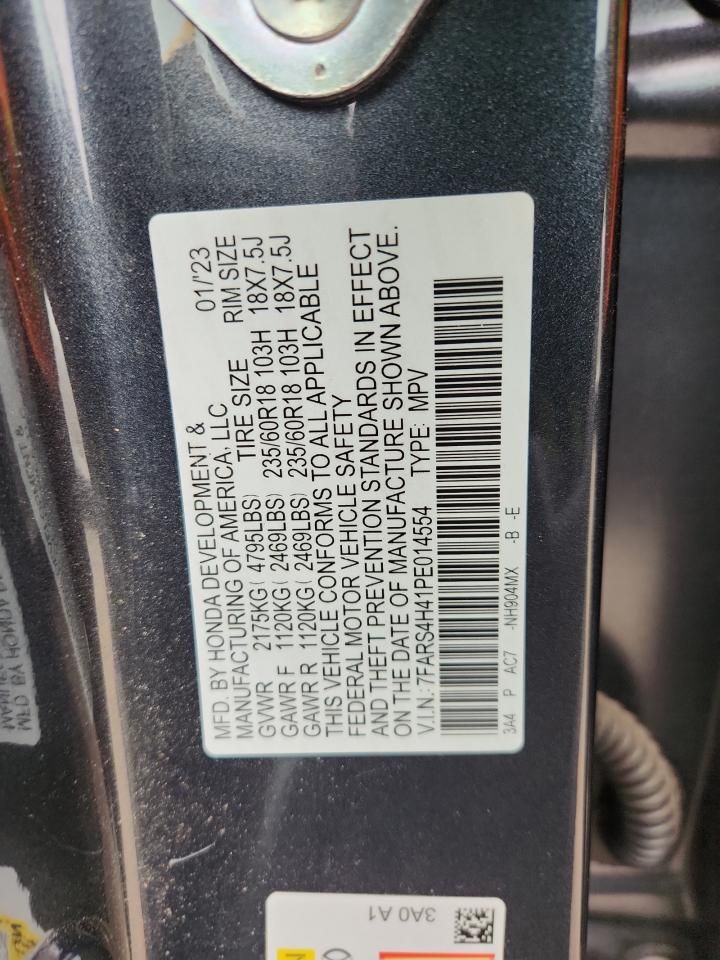 MFD. BY HONDA DEVELOPMENT &
MANUFACTURING OF AMERICA, LLC 01/'23
TIRE SIZE RIM SIZE
GVWR 2175KG( 4795LBS) 235/60R18 103H 18X7.5J
GAWR F 1120KG( 2469LBS) 235/60R18 103H 18X7.5J
GAWR R 1120KG( 2469LBS)
THIS VEHICLE CONFORMS TO ALL APPLICABLE
FEDERAL MOTOR VEHICLE SAFETY
AND THEFT PREVENTION STANDARDS IN EFFECT
ON THE DATE OF MANUFACTURE SHOWN ABOVE.
V.I.N.: 7FARS4H41PE014554 TYPE: MPV
3A4 P AC7 -NH904MX -B -E
3A0 A1